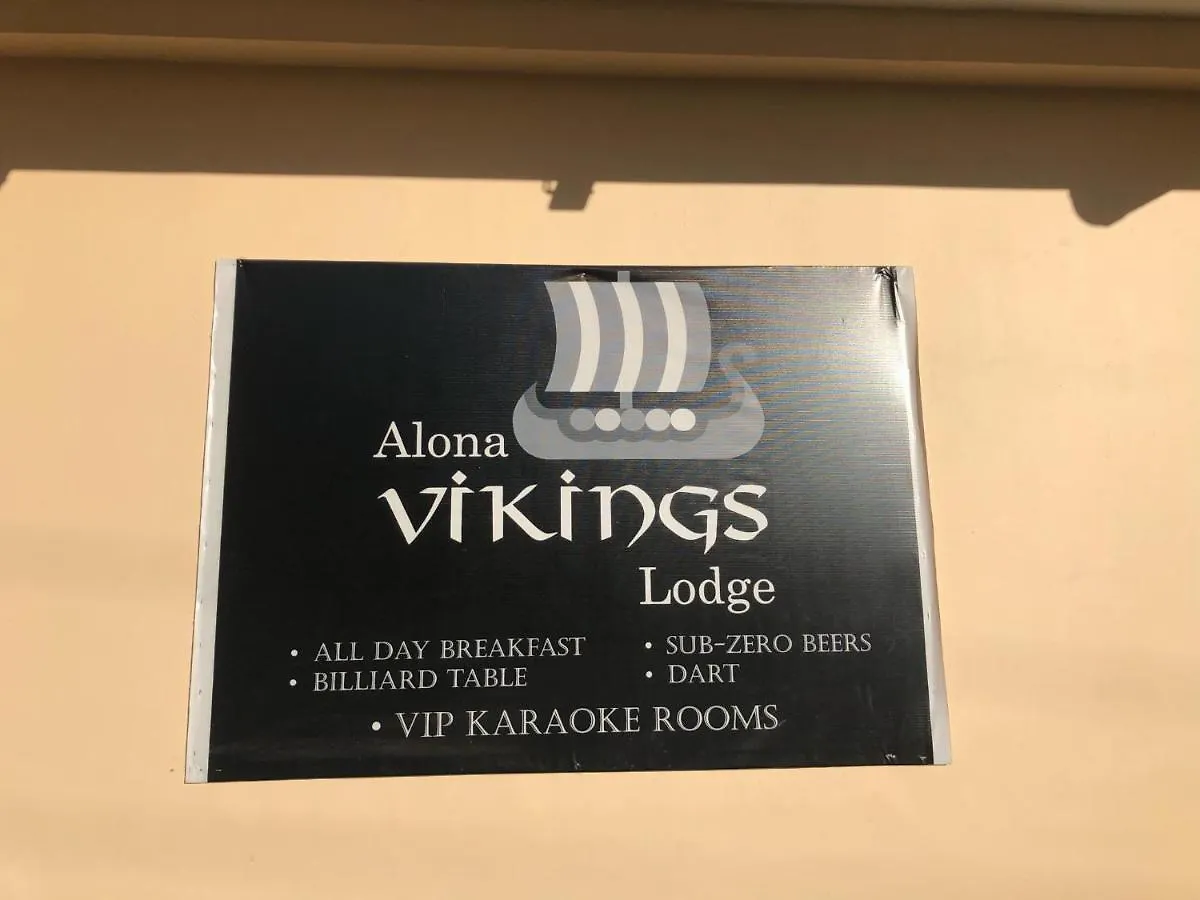 Alona
VIKINGS
Lodge
• ALL DAY BREAKFAST
• SUB-ZERO BEERS
• BILLIARD TABLE
• DART
• VIP KARAOKE ROOMS